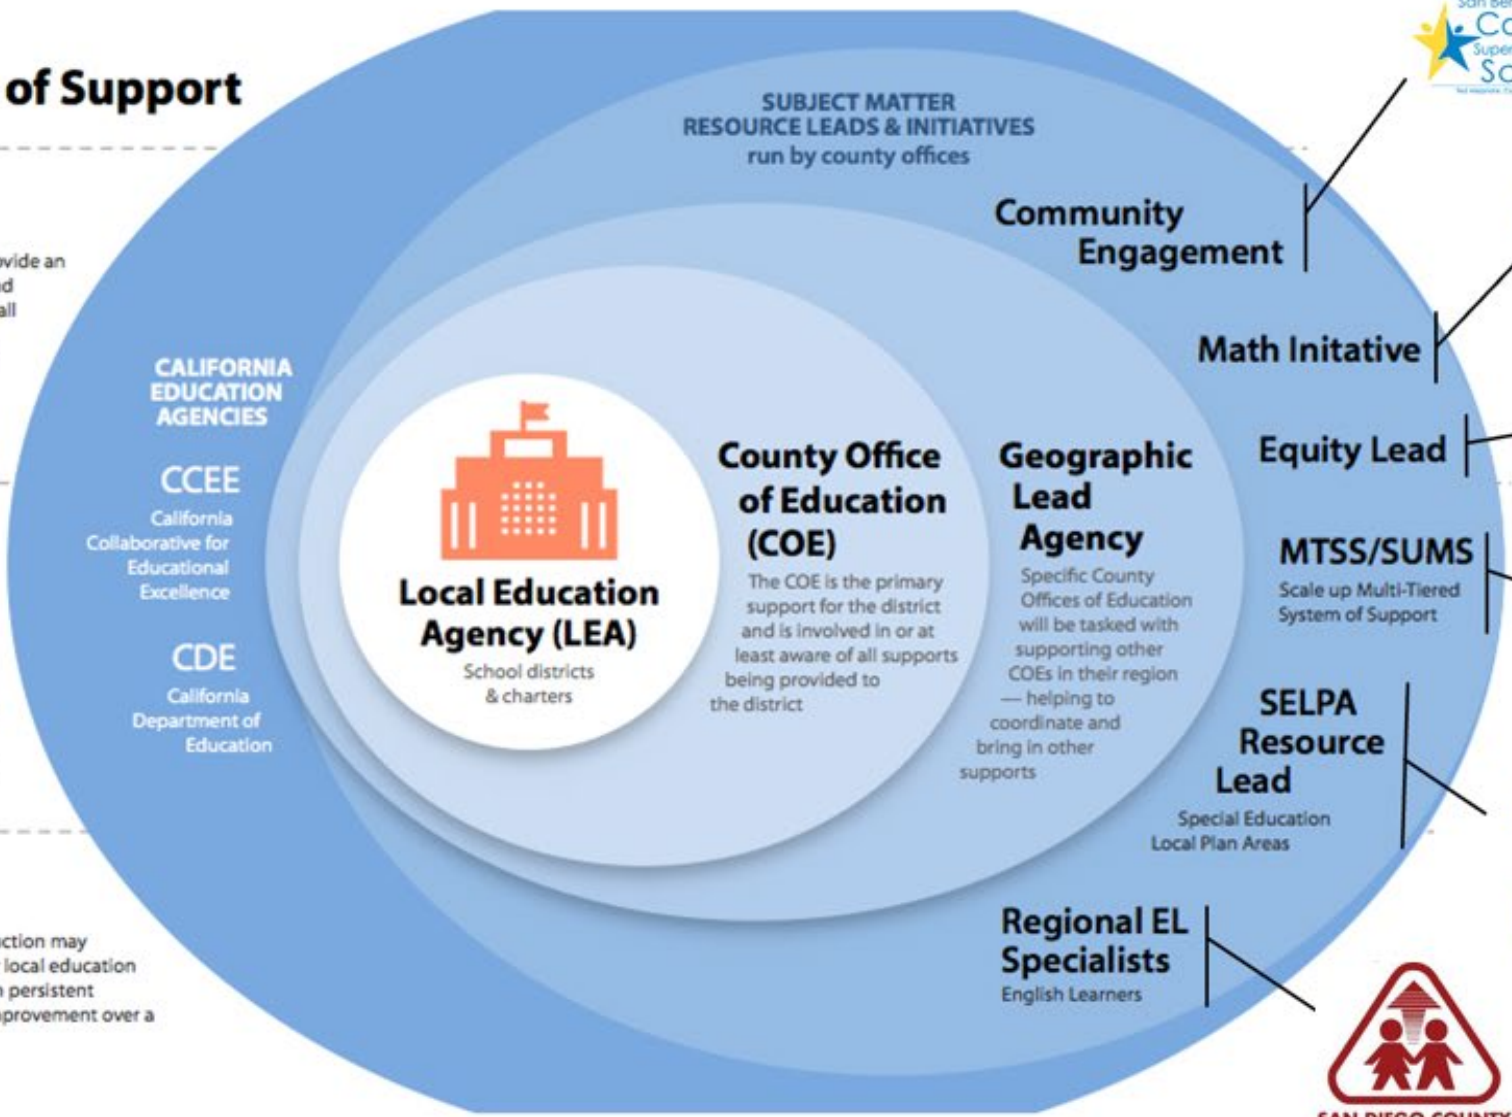 of Support
SUBJECT MATTER
RESOURCE LEADS & INITIATIVES
run by county offices
Community
Engagement
Math Initative
Equity Lead
MTSS/SUMS
Scale up Multi-Tiered
System of Support
SELPA
Resource
Lead
Special Education
Local Plan Areas
Regional EL
Specialists
English Learners
CALIFORNIA
EDUCATION
AGENCIES
CCEE
California
Collaborative for
Educational
Excellence
CDE
California
Department of
Education
Local Education
Agency (LEA)
School districts
& charters
County Office
of Education
(COE)
The COE is the primary
support for the district
and is involved in or at
least aware of all supports
being provided to
the district
Geographic
Lead
Agency
Specific County
Offices of Education
will be tasked with
supporting other
COEs in their region
— helping to
coordinate and
bring in other
supports
an
all
may
local education
persistent
over a
San
SAN DIEGO COUNTY